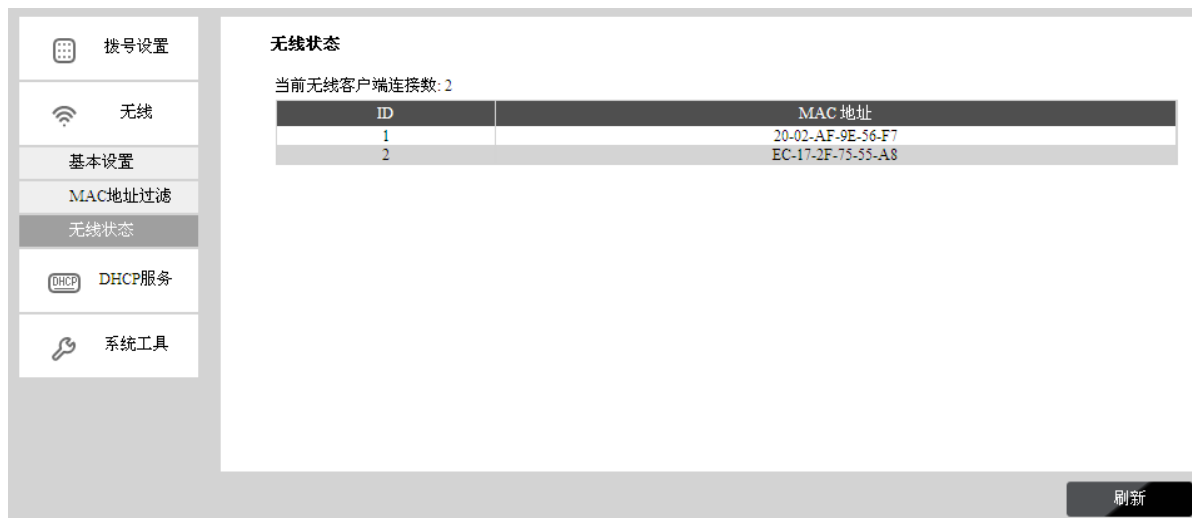 拨号设置
无线
基本设置
MAC地址过滤
无线状态
DHCP
DHCP服务
系统工具
无线状态
当前无线客户端连接数: 2
ID MAC 地址
1 20-02-AF-9E-56-F7
2 EC-17-2F-75-55-A8
刷新